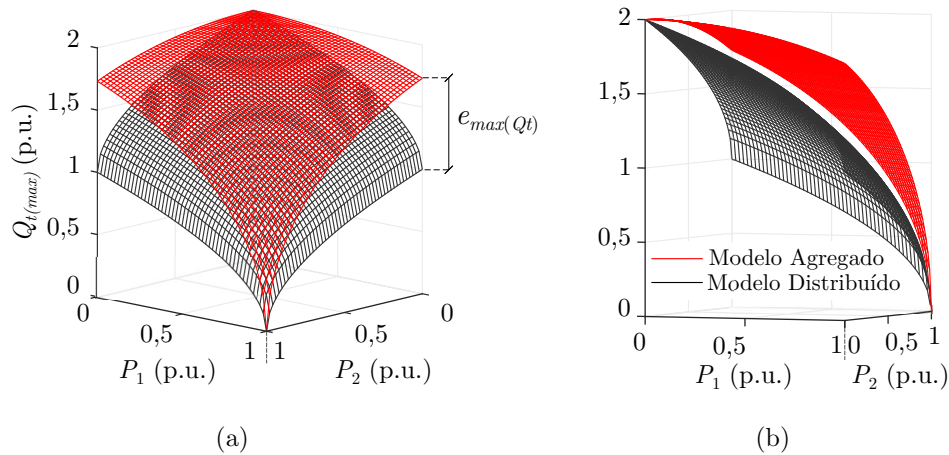 2
1,5
1
0,5
0
Q_{t(max)} (p.u.)
0
0,5
1
P_1 (p.u.)
1
0,5
0
P_2 (p.u.)
e_{max(Qt)}
(a)
2
1,5
1
0,5
0
Modelo Agregado
Modelo Distribuído
0
0,5
1
P_1 (p.u.)
0
0,5
1
P_2 (p.u.)
(b)